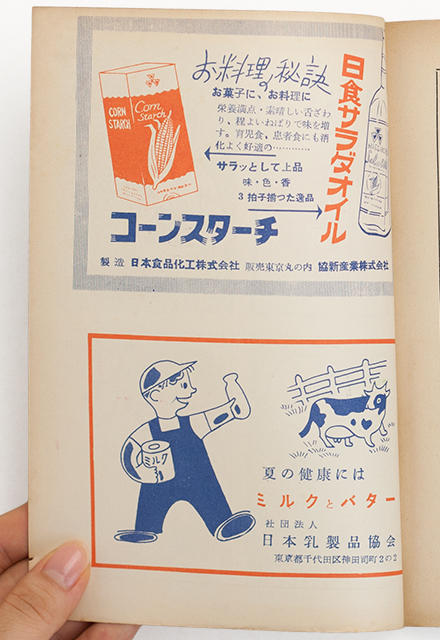 お料理の秘訣
お菓子に、お料理に
栄養満点・素晴しい舌ざわ
り、程よいねばりで味を増
す。育児食、患者食にも消
化よく好適の…………
サラッとして上品
味・色・香
3拍子揃つた逸品
日食サラダオイル
CORN
STARCH
Corn
Starch
コーンスターチ
製造 日本食品化工株式会社 販売東京丸の内 協新産業株式会社
ミルク
夏の健康には
ミルクとバター
社団法人
日本乳製品協会
東京都千代田区神田司町2の2